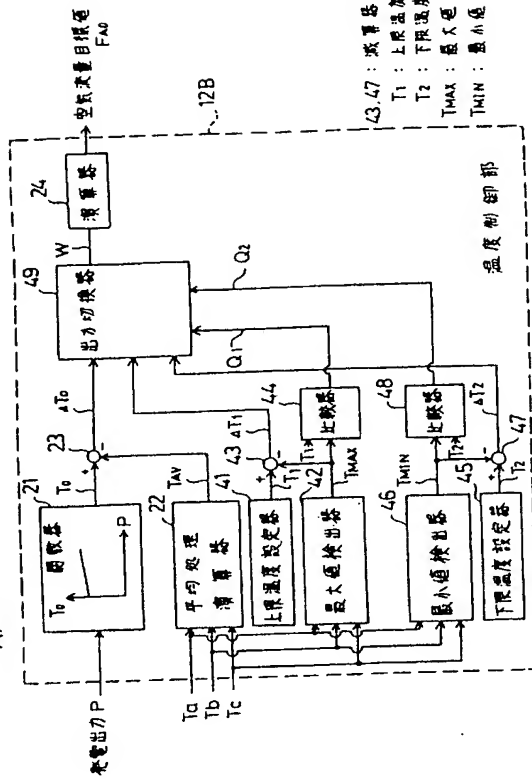 発電出力 P
21
関数器
T0
P
T0
23
+
-
ΔT0
49
出力切換器
W
24
演算器
空気流量目標値
FAO
12B
Ta
Tb
Tc
22
平均処理
演算器
TAV
41
上限温度設定器
T1
43
+
-
ΔT1
42
最大値検出器
TMAX
T1
44
比較器
Q1
46
最小値検出器
TMIN
T2
48
比較器
Q2
45
下限温度設定器
T2
47
+
-
ΔT2
温度制御部
43.47 : 減算器
T1 : 上限温度
T2 : 下限温度
TMAX : 最大値
TMIN : 最小値